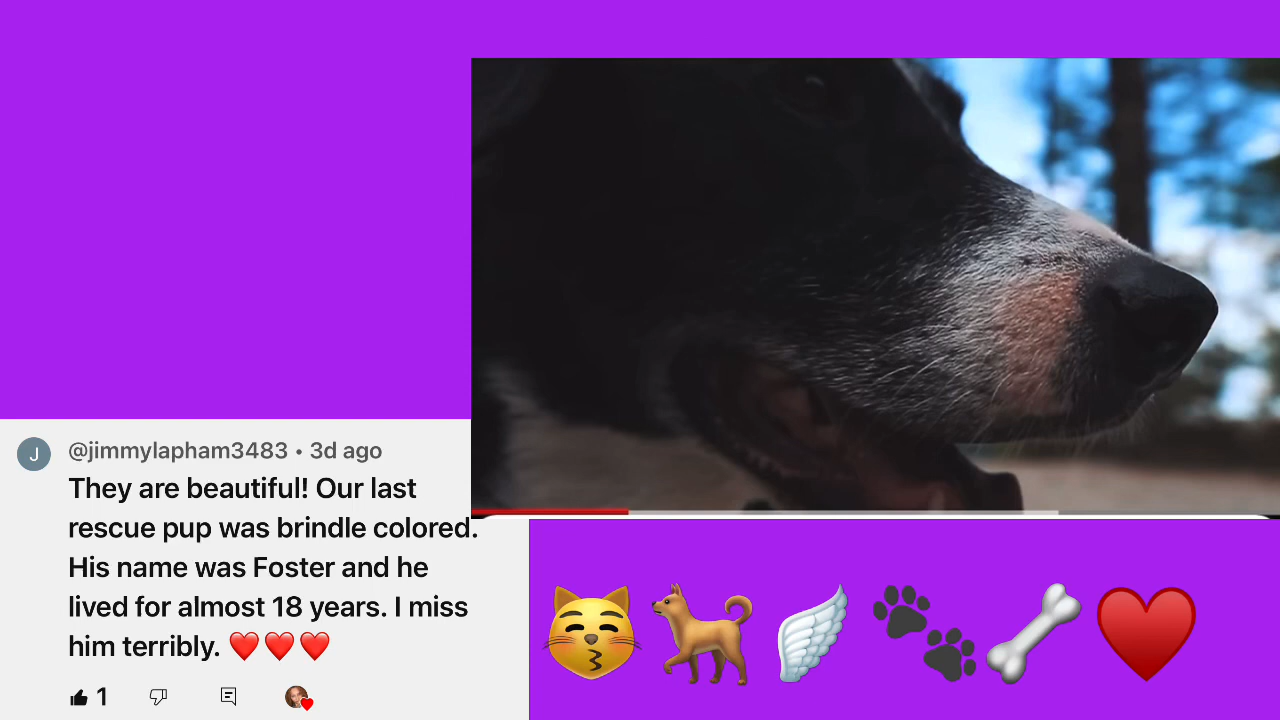 J
@jimmylapham3483 • 3d ago
They are beautiful! Our last
rescue pup was brindle colored.
His name was Foster and he
lived for almost 18 years. I miss
him terribly. ❤️❤️❤️
1